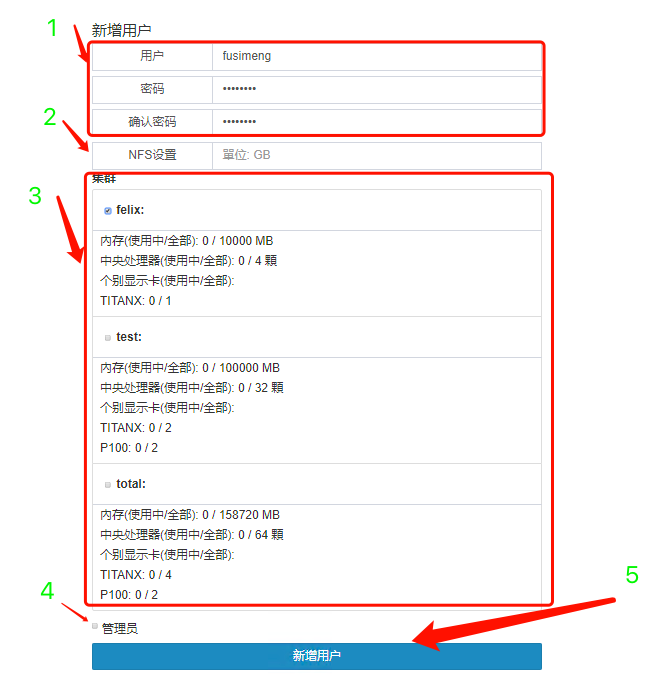 1
新增用户
用户 fusimeng
密码 ••••••••
确认密码 ••••••••
2
NFS设置 單位: GB
集群
3
felix:
内存(使用中/全部): 0 / 10000 MB
中央处理器(使用中/全部): 0 / 4 顆
个别显示卡(使用中/全部):
TITANX: 0 / 1
test:
内存(使用中/全部): 0 / 100000 MB
中央处理器(使用中/全部): 0 / 32 顆
个别显示卡(使用中/全部):
TITANX: 0 / 2
P100: 0 / 2
total:
内存(使用中/全部): 0 / 158720 MB
中央处理器(使用中/全部): 0 / 64 顆
个别显示卡(使用中/全部):
TITANX: 0 / 4
P100: 0 / 2
4
管理员
5
新增用户